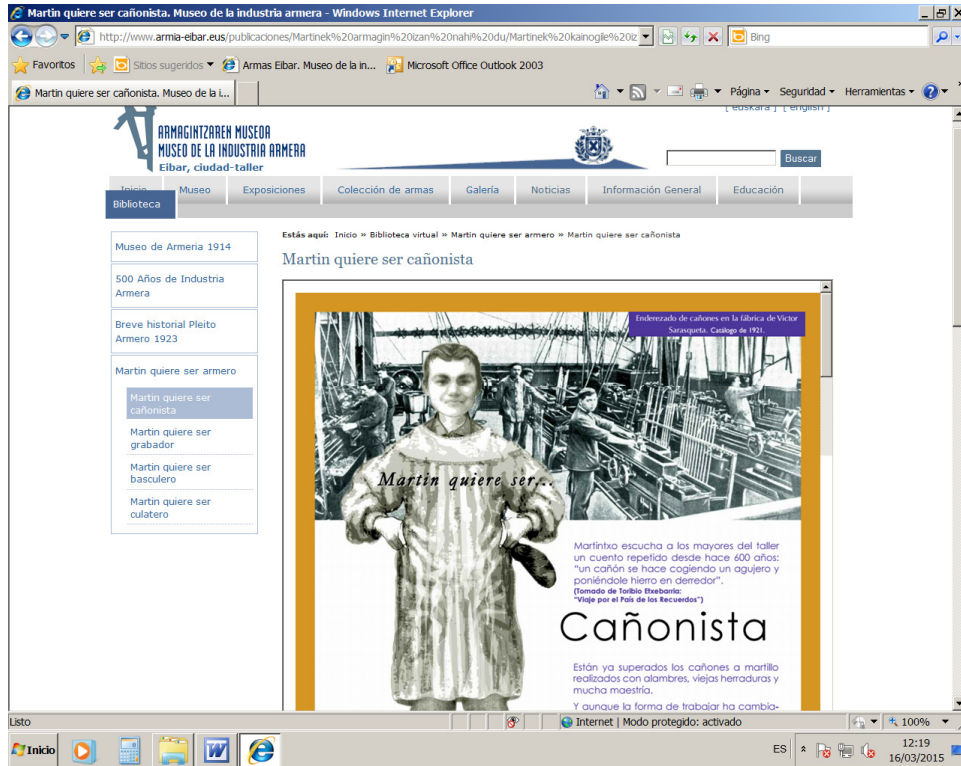 Martin quiere ser cañonista. Museo de la industria armera - Windows Internet Explorer
http://www.armia-eibar.eus/publicaciones/Martinek%20armagin%20izan%20nahi%20du/Martinek%20kainogile%20iz
Bing
Favoritos Sitios sugeridos Armas Eibar. Museo de la in... Microsoft Office Outlook 2003
Martin quiere ser cañonista. Museo de la i...
Página Seguridad Herramientas
[ euskara ] [ english ]
ARMAGINTZAREN MUSEOA
MUSEO DE LA INDUSTRIA ARMERA
Eibar, ciudad-taller
Buscar
Inicio Museo Exposiciones Colección de armas Galería Noticias Información General Educación
Biblioteca
Estás aquí: Inicio » Biblioteca virtual » Martin quiere ser armero » Martin quiere ser cañonista
Martin quiere ser cañonista
Museo de Armeria 1914
500 Años de Industria
Armera
Breve historial Pleito
Armero 1923
Martin quiere ser armero
Martin quiere ser
cañonista
Martin quiere ser
grabador
Martin quiere ser
basculero
Martin quiere ser
culatero
Enderezado de cañones en la fábrica de Victor
Sarasqueta. Catálogo de 1921.
Martin quiere ser...
Martintxo escucha a los mayores del taller
un cuento repetido desde hace 600 años:
"un cañón se hace cogiendo un agujero y
poniéndole hierro en derredor".
(Tomado de Toribio Etxebarria:
"Viaje por el País de los Recuerdos")
Cañonista
Están ya superados los cañones a martillo
realizados con alambres, viejas herraduras y
mucha maestría.
Y aunque la forma de trabajar ha cambia-
Listo
Internet | Modo protegido: activado
100%
Inicio
ES
12:19
16/03/2015